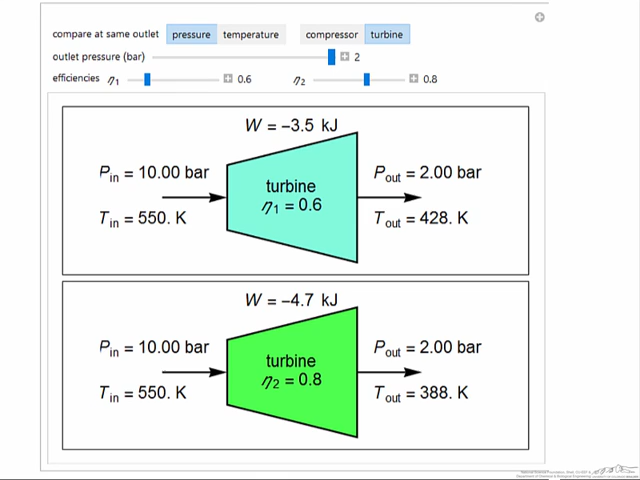 compare at same outlet pressure temperature compressor turbine
outlet pressure (bar) 2
efficiencies η1 0.6 η2 0.8
W = −3.5 kJ
Pin = 10.00 bar
Pout = 2.00 bar
turbine
η1 = 0.6
Tin = 550. K
Tout = 428. K
W = −4.7 kJ
Pin = 10.00 bar
Pout = 2.00 bar
turbine
η2 = 0.8
Tin = 550. K
Tout = 388. K